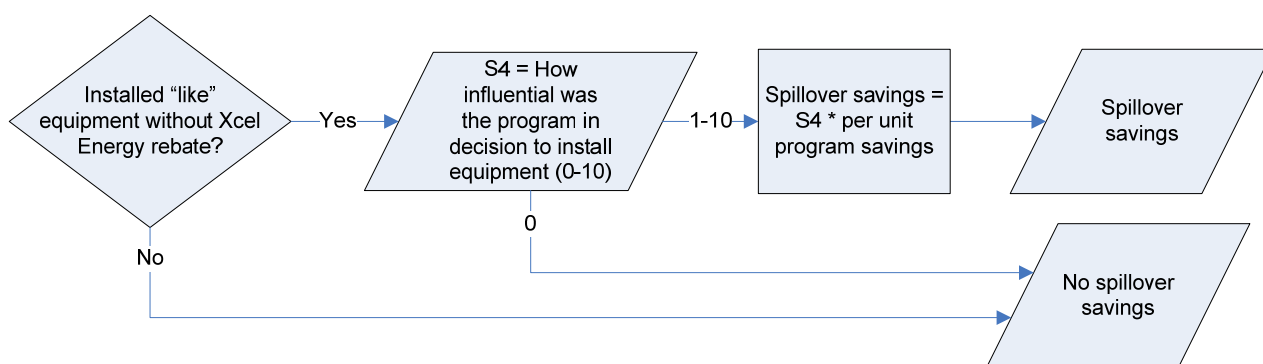 Installed “like”
equipment without Xcel
Energy rebate?
Yes
S4 = How
influential was
the program in
decision to install
equipment (0-10)
1-10
Spillover savings =
S4 * per unit
program savings
Spillover
savings
0
No
No spillover
savings